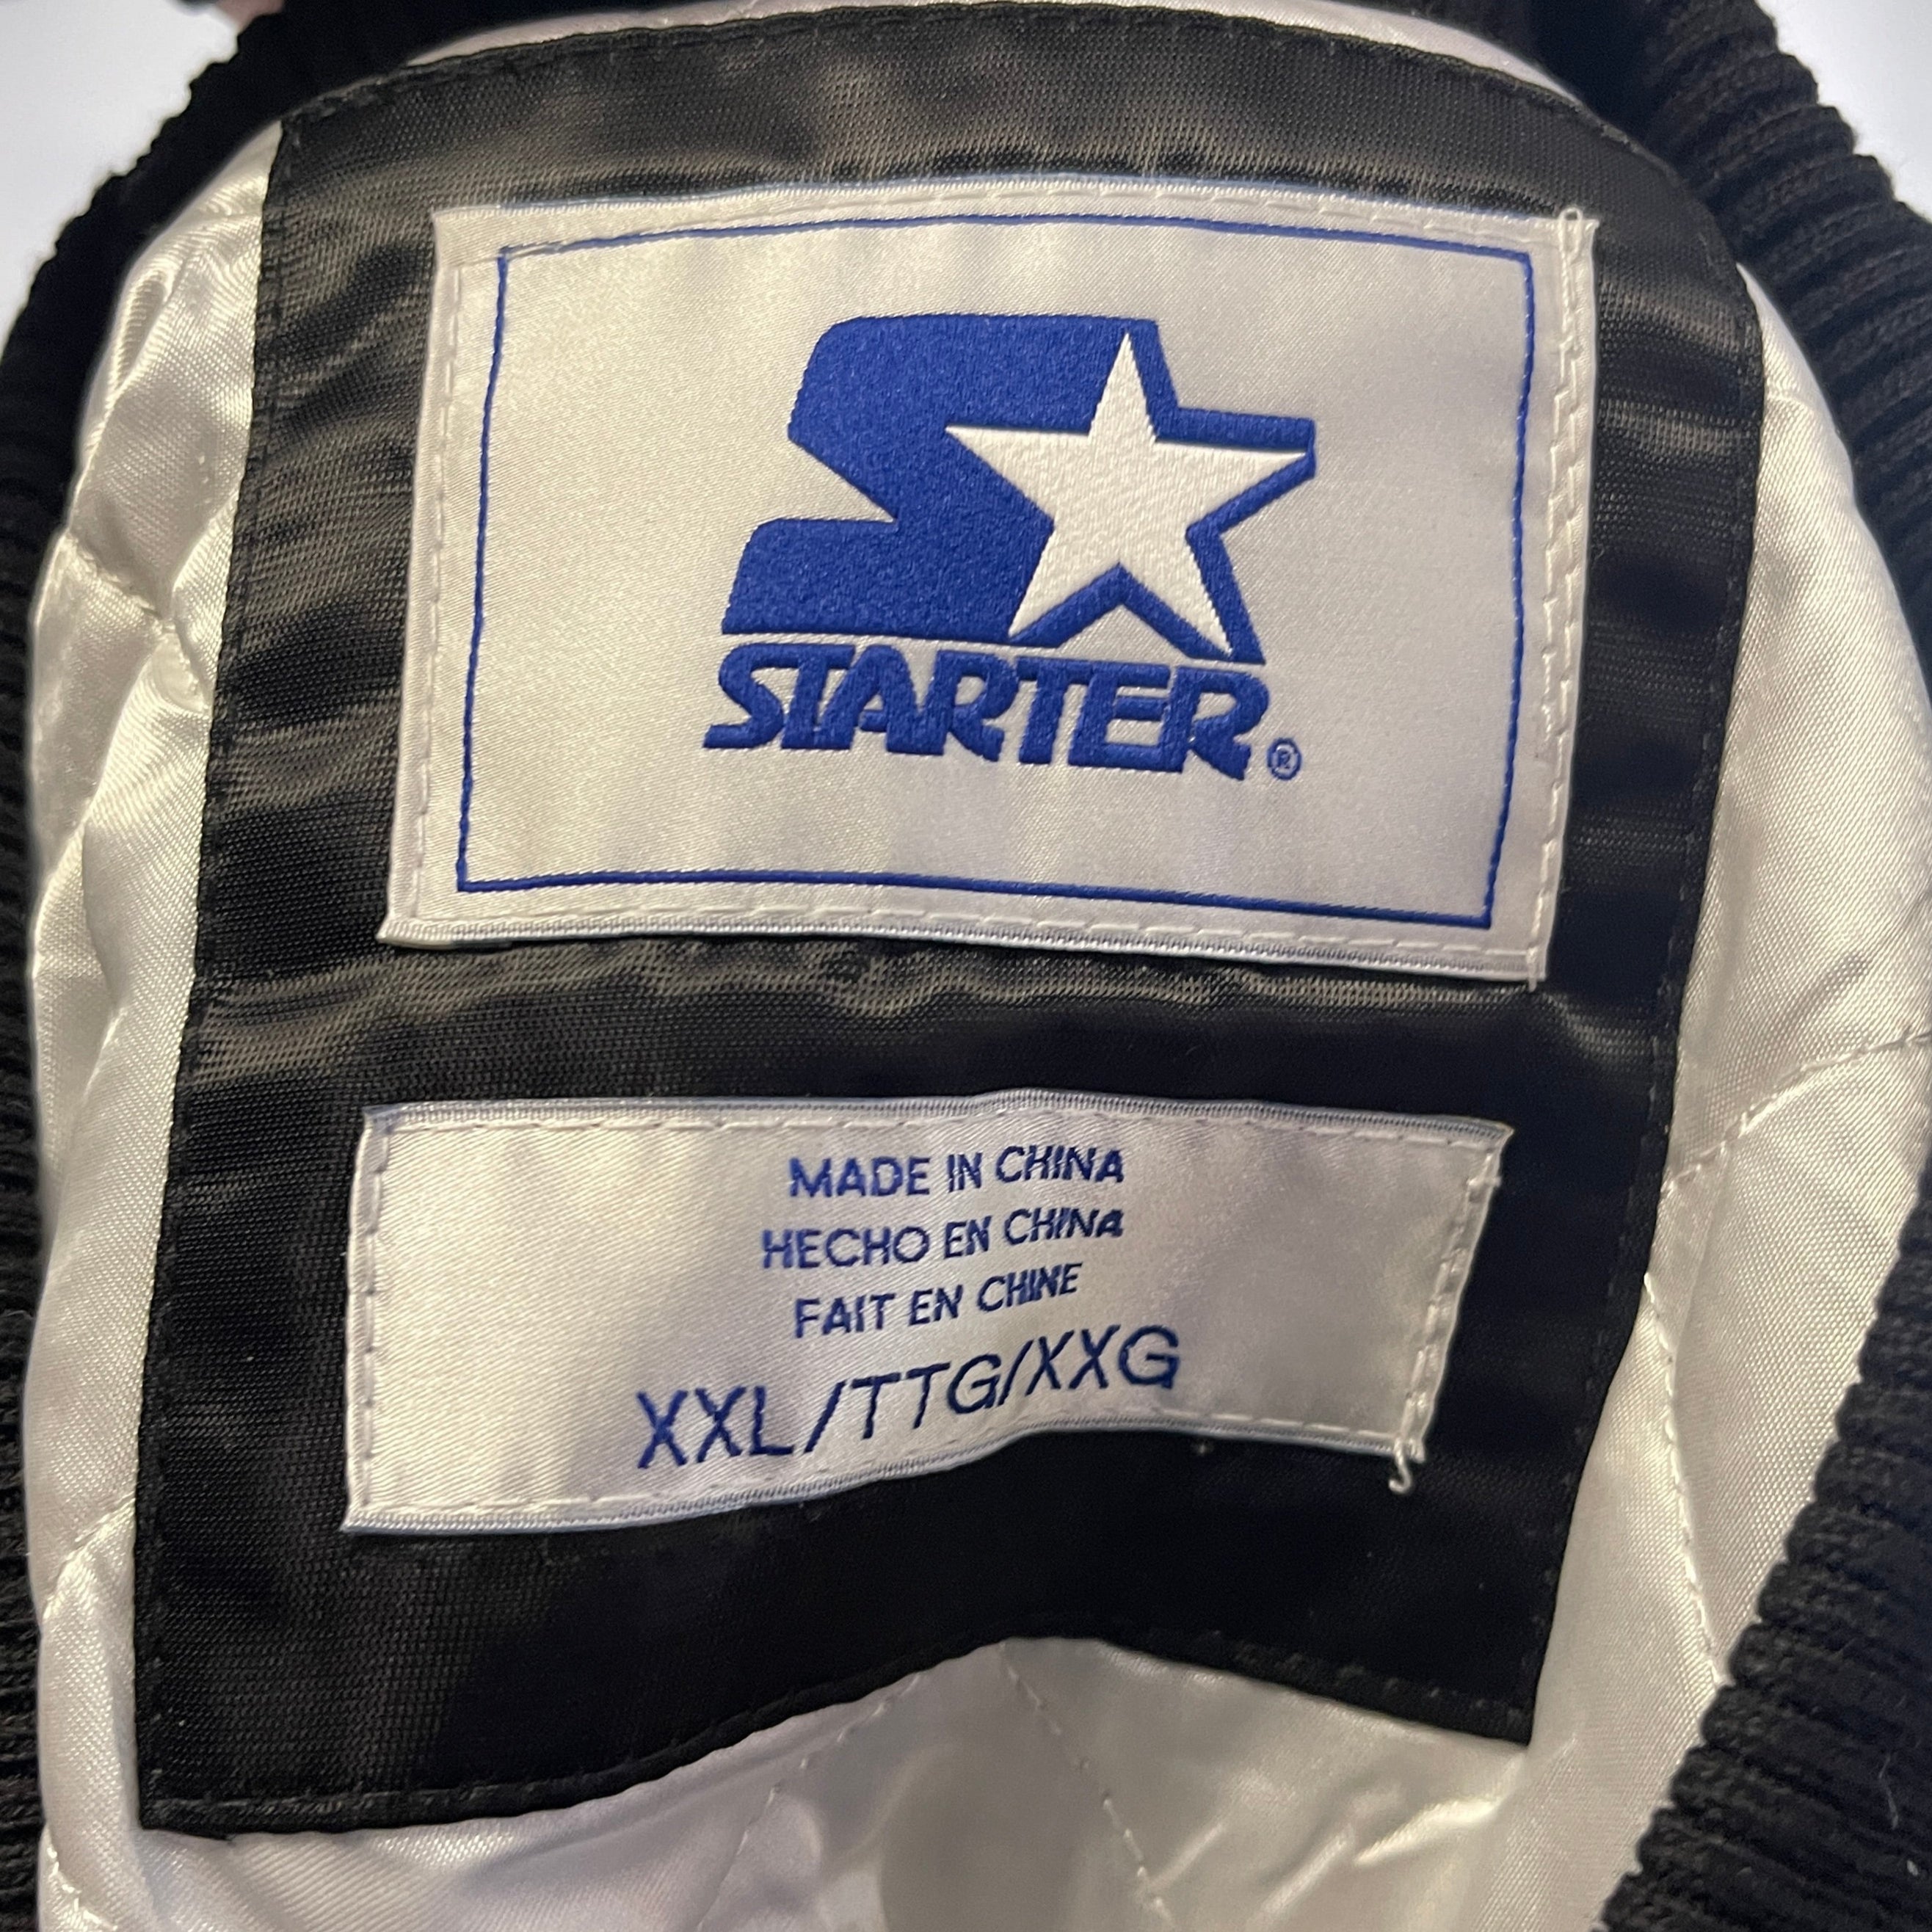 STARTER®
MADE IN CHINA
HECHO EN CHINA
FAIT EN CHINE
XXL/TTG/XXG